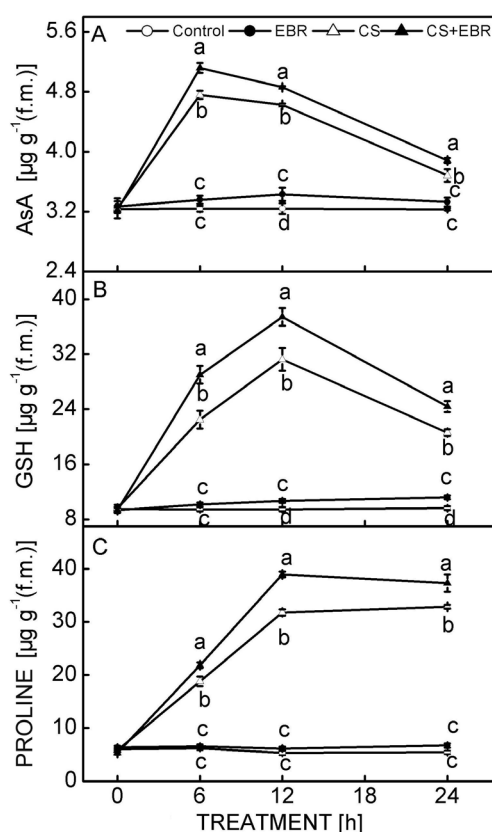 Control EBR CS CS+EBR
A
5.6
4.8
4.0
3.2
2.4
AsA [µg g⁻¹(f.m.)]
a a a
b b b
c c c
c d c
B
40
32
24
16
8
GSH [µg g⁻¹(f.m.)]
a a a
b b b
c c c
c d d
C
40
30
20
10
0
PROLINE [µg g⁻¹(f.m.)]
a a a
b b b
c c c
c c c
0 6 12 18 24
TREATMENT [h]